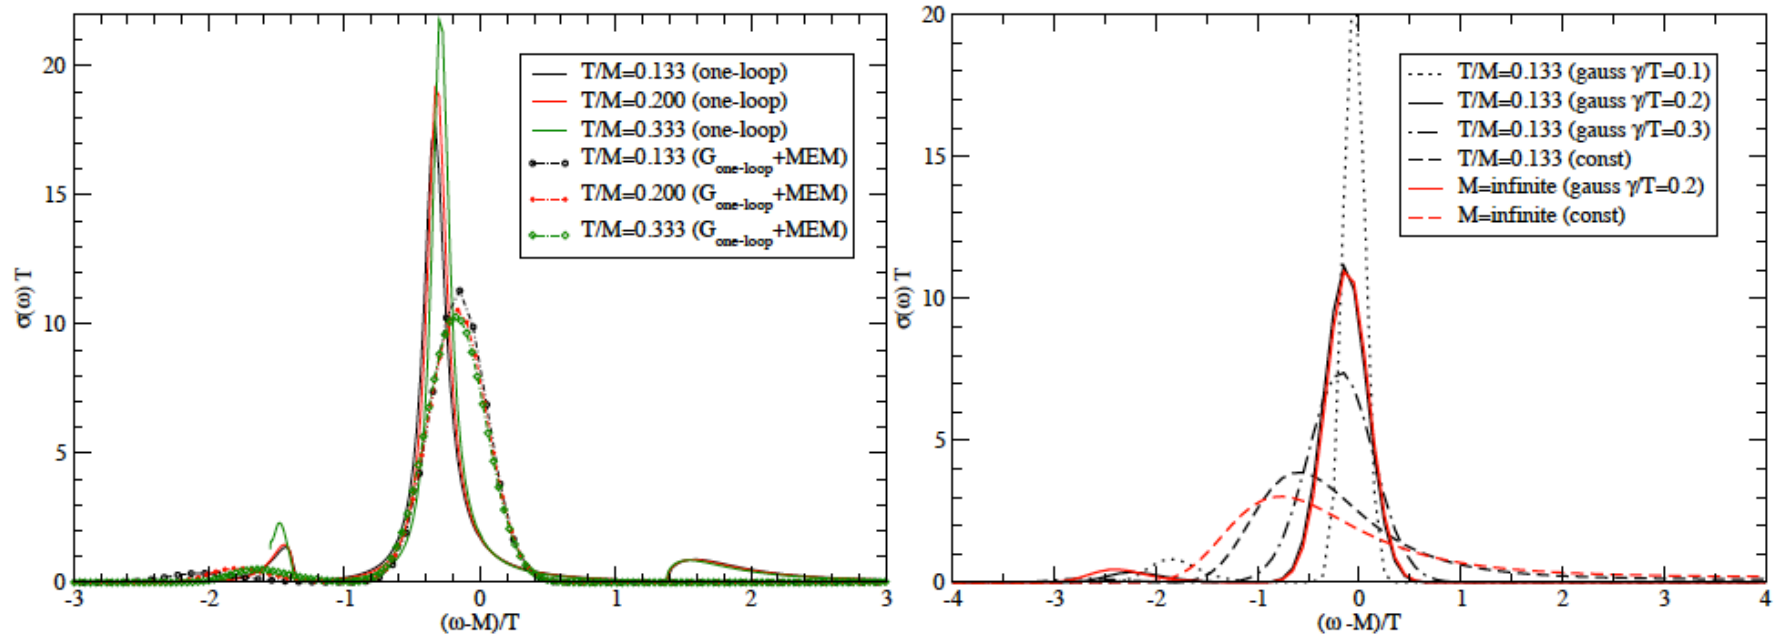 20
15
10
5
0
σ(ω) T
-3
-2
-1
0
1
2
3
(ω-M)/T
T/M=0.133 (one-loop)
T/M=0.200 (one-loop)
T/M=0.333 (one-loop)
T/M=0.133 (Gone-loop+MEM)
T/M=0.200 (Gone-loop+MEM)
T/M=0.333 (Gone-loop+MEM)
20
15
10
5
0
σ(ω) T
-4
-3
-2
-1
0
1
2
3
4
(ω -M)/T
T/M=0.133 (gauss γ/T=0.1)
T/M=0.133 (gauss γ/T=0.2)
T/M=0.133 (gauss γ/T=0.3)
T/M=0.133 (const)
M=infinite (gauss γ/T=0.2)
M=infinite (const)